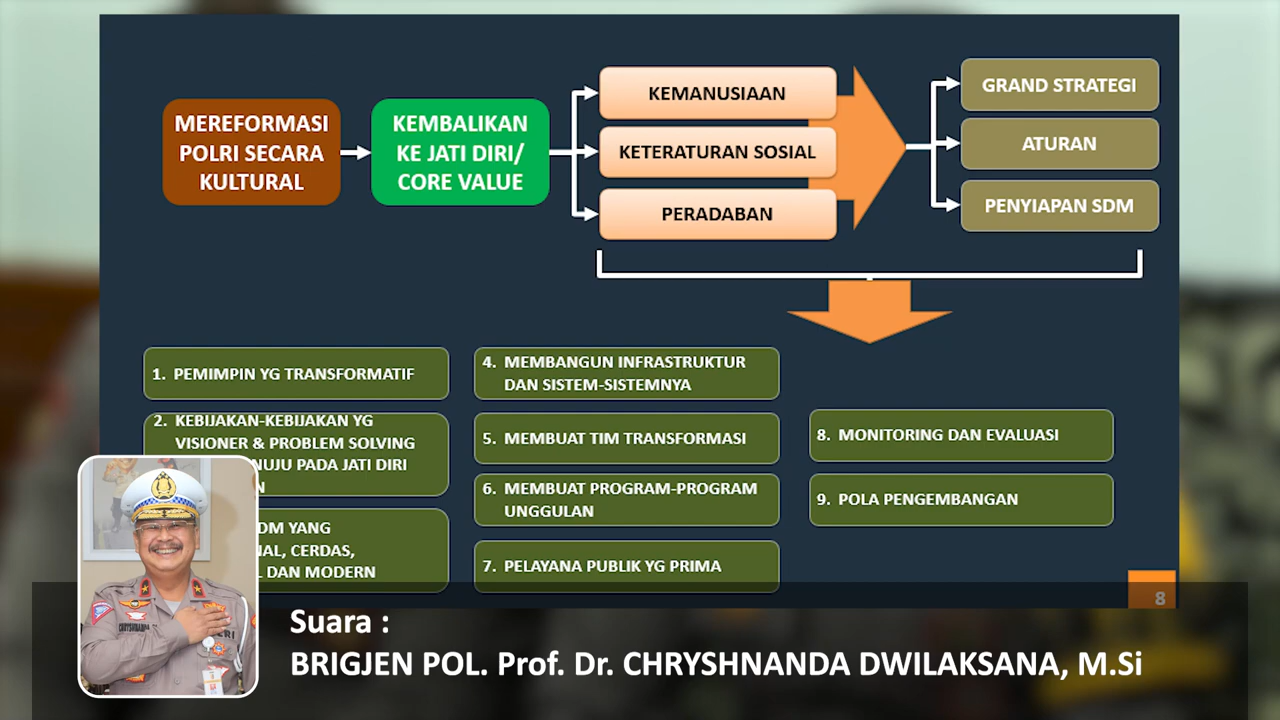 MEREFORMASI
POLRI SECARA
KULTURAL
KEMBALIKAN
KE JATI DIRI/
CORE VALUE
KEMANUSIAAN
KETERATURAN SOSIAL
PERADABAN
GRAND STRATEGI
ATURAN
PENYIAPAN SDM
1. PEMIMPIN YG TRANSFORMATIF
2. KEBIJAKAN-KEBIJAKAN YG
VISIONER & PROBLEM SOLVING
NUJU PADA JATI DIRI
N
DM YANG
NAL, CERDAS,
L DAN MODERN
4. MEMBANGUN INFRASTRUKTUR
DAN SISTEM-SISTEMNYA
5. MEMBUAT TIM TRANSFORMASI
6. MEMBUAT PROGRAM-PROGRAM
UNGGULAN
7. PELAYANA PUBLIK YG PRIMA
8. MONITORING DAN EVALUASI
9. POLA PENGEMBANGAN
8
Suara :
BRIGJEN POL. Prof. Dr. CHRYSHNANDA DWILAKSANA, M.Si